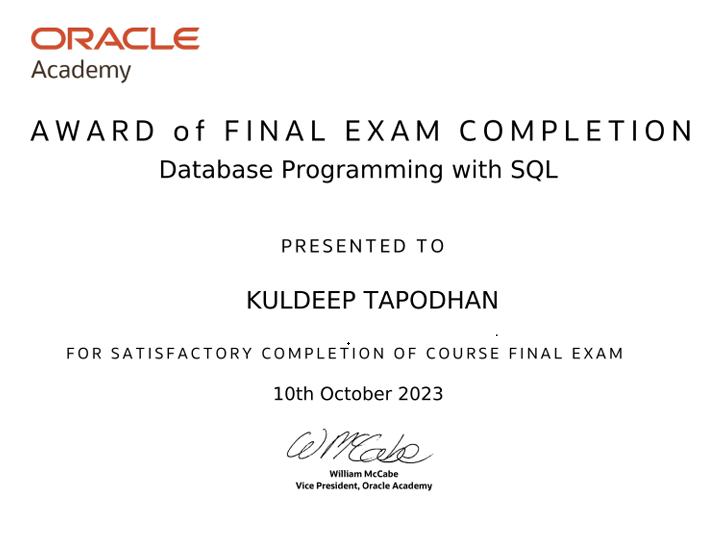 ORACLE
Academy
AWARD of FINAL EXAM COMPLETION
Database Programming with SQL
PRESENTED TO
KULDEEP TAPODHAN
FOR SATISFACTORY COMPLETION OF COURSE FINAL EXAM
10th October 2023
W McCabe
William McCabe
Vice President, Oracle Academy